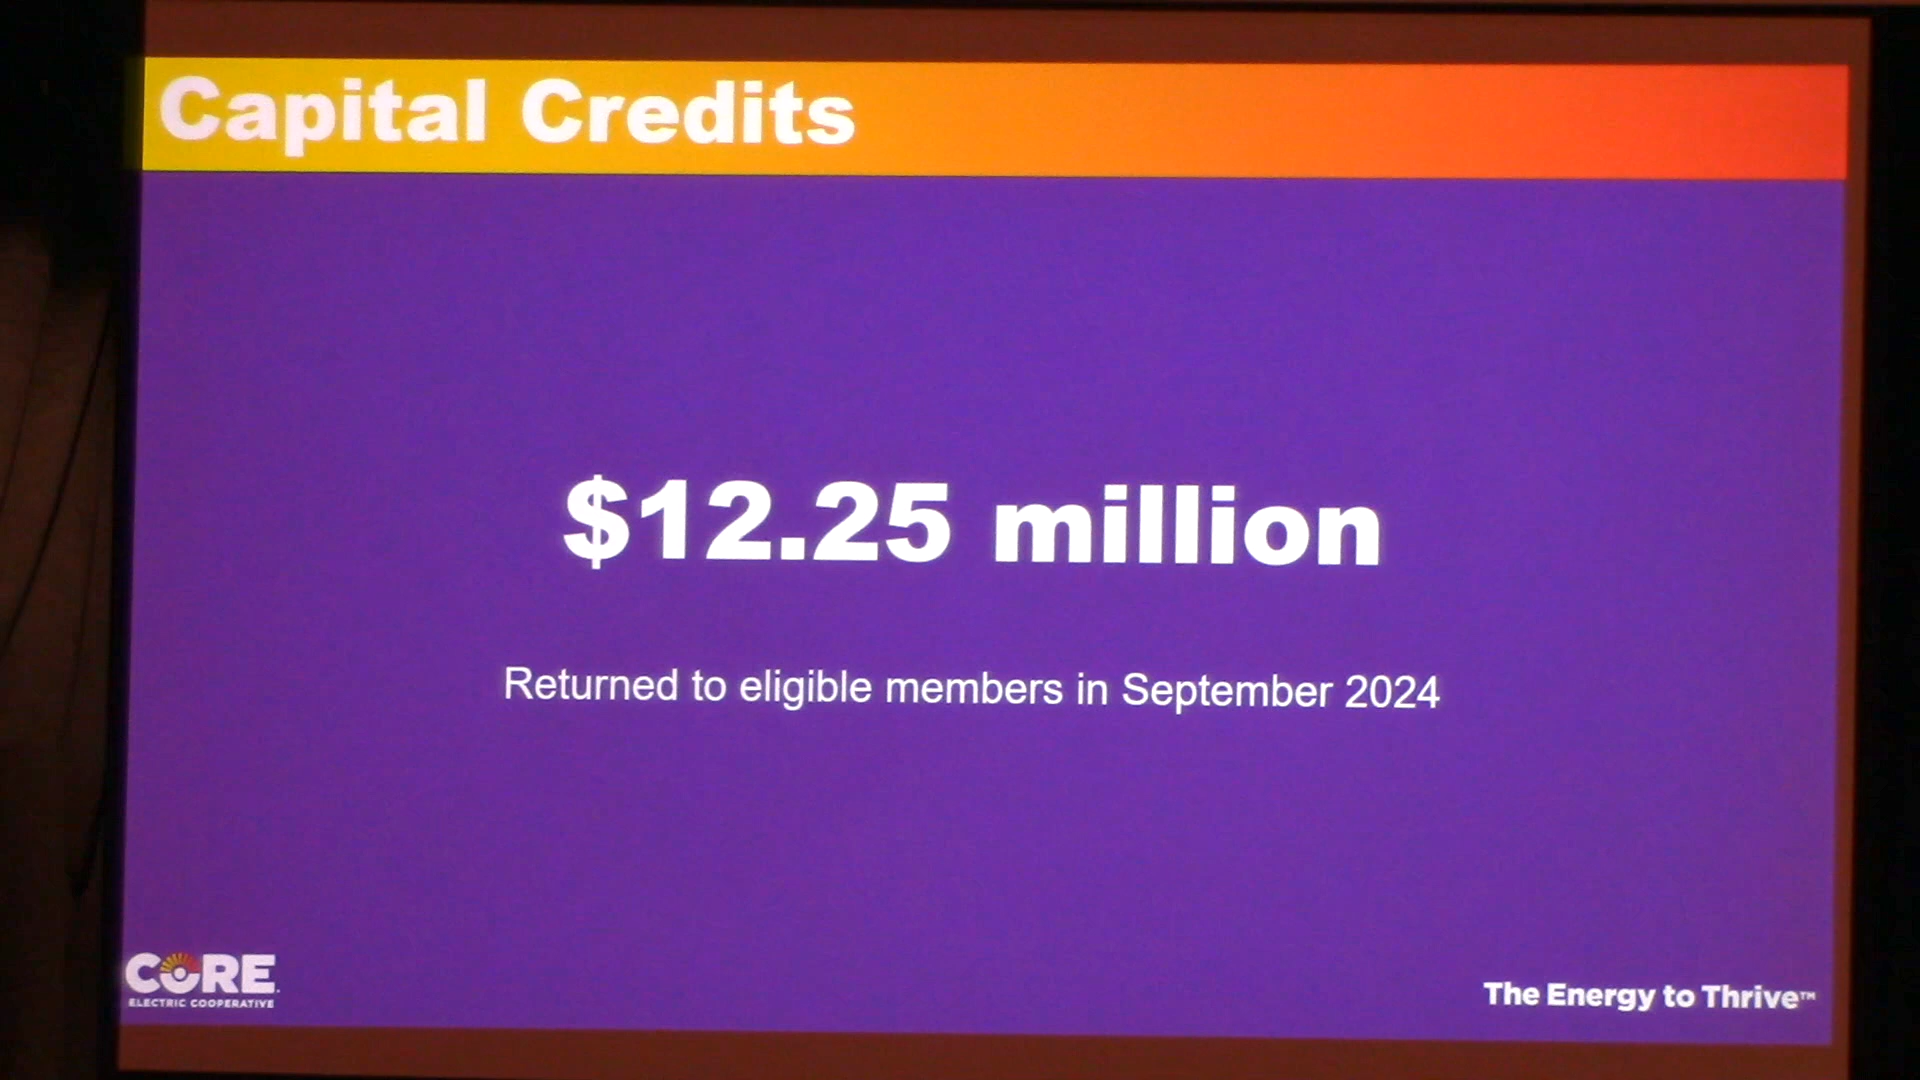 Capital Credits
$12.25 million
Returned to eligible members in September 2024
CORE
ELECTRIC COOPERATIVE
The Energy to Thrive™